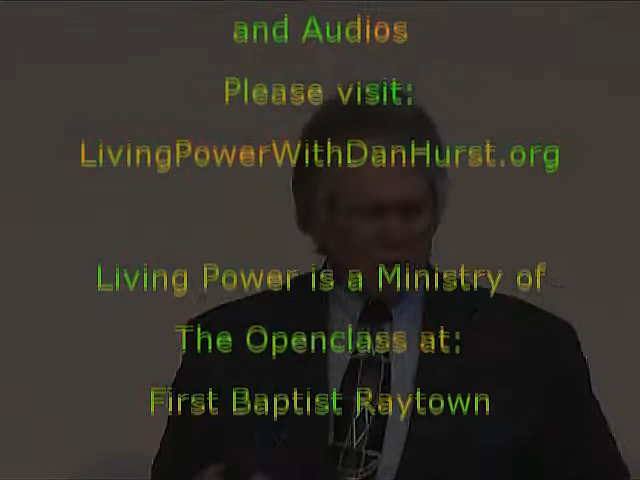 and Audios
Please visit:
LivingPowerWithDanHurst.org
Living Power is a Ministry of
The Openclass at:
First Baptist Raytown